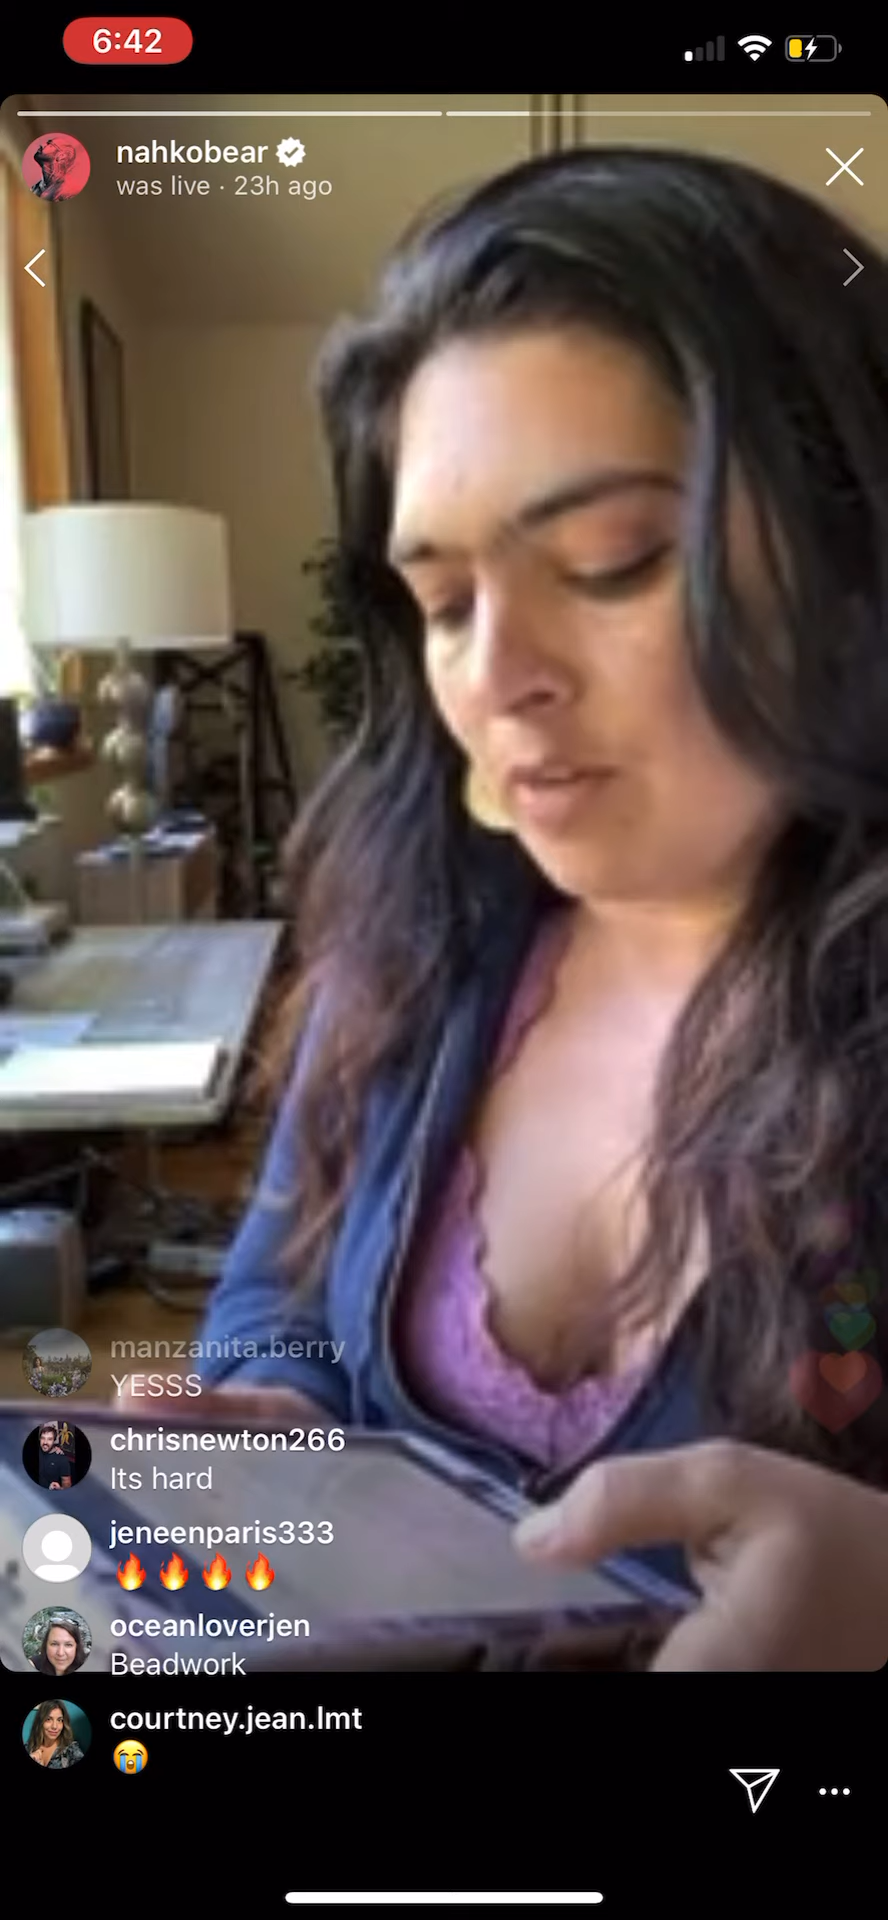 6:42
nahkobear
was live · 23h ago
manzanita.berry
YESSS
chrisnewton266
Its hard
jeneenparis333
🔥🔥🔥🔥
oceanloverjen
Beadwork
courtney.jean.lmt
😭